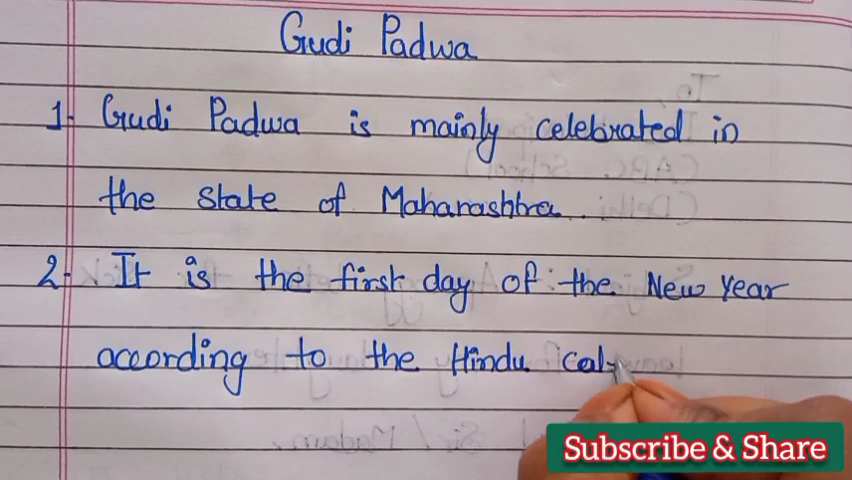 Gudi Padwa
1- Gudi Padwa is mainly celebrated in
the state of Maharashtra.
2- It is the first day of the New Year
according to the Hindu cal
Subscribe & Share